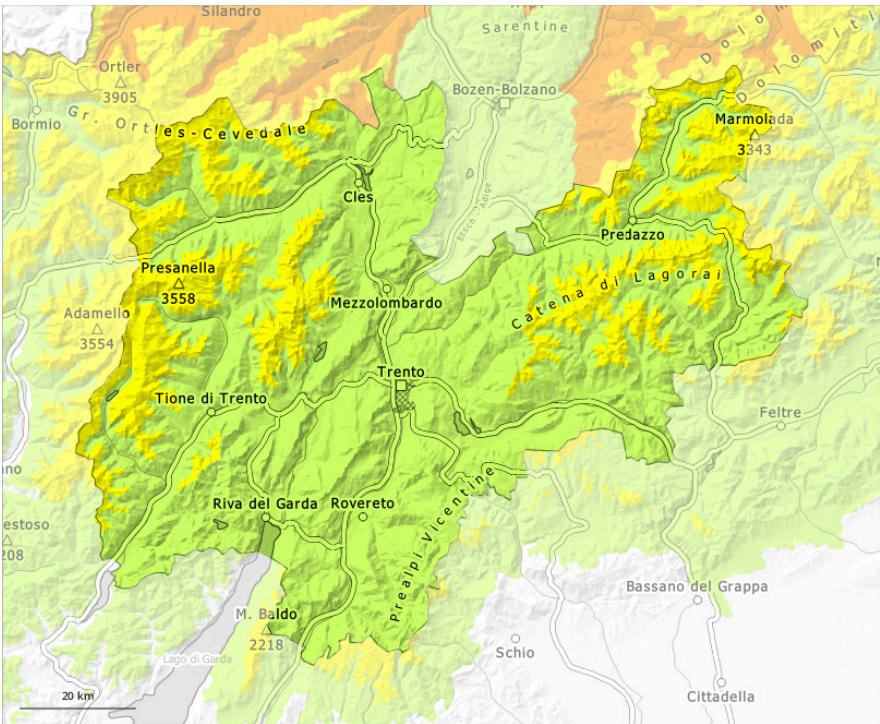 Silandro
Sarentine
Dolomiti
Ortler
3905
Bozen-Bolzano
Bormio
Gr. Ortles-Cevedale
Marmolada
3343
Cles
Etsch - Adige
Predazzo
Presanella
3558
Catena di Lagorai
Mezzolombardo
Adamello
3554
Trento
Tione di Trento
Feltre
Riva del Garda
Rovereto
Prealpi Vicentine
Bassano del Grappa
M. Baldo
2218
Schio
Lago di Garda
20 km
Cittadella